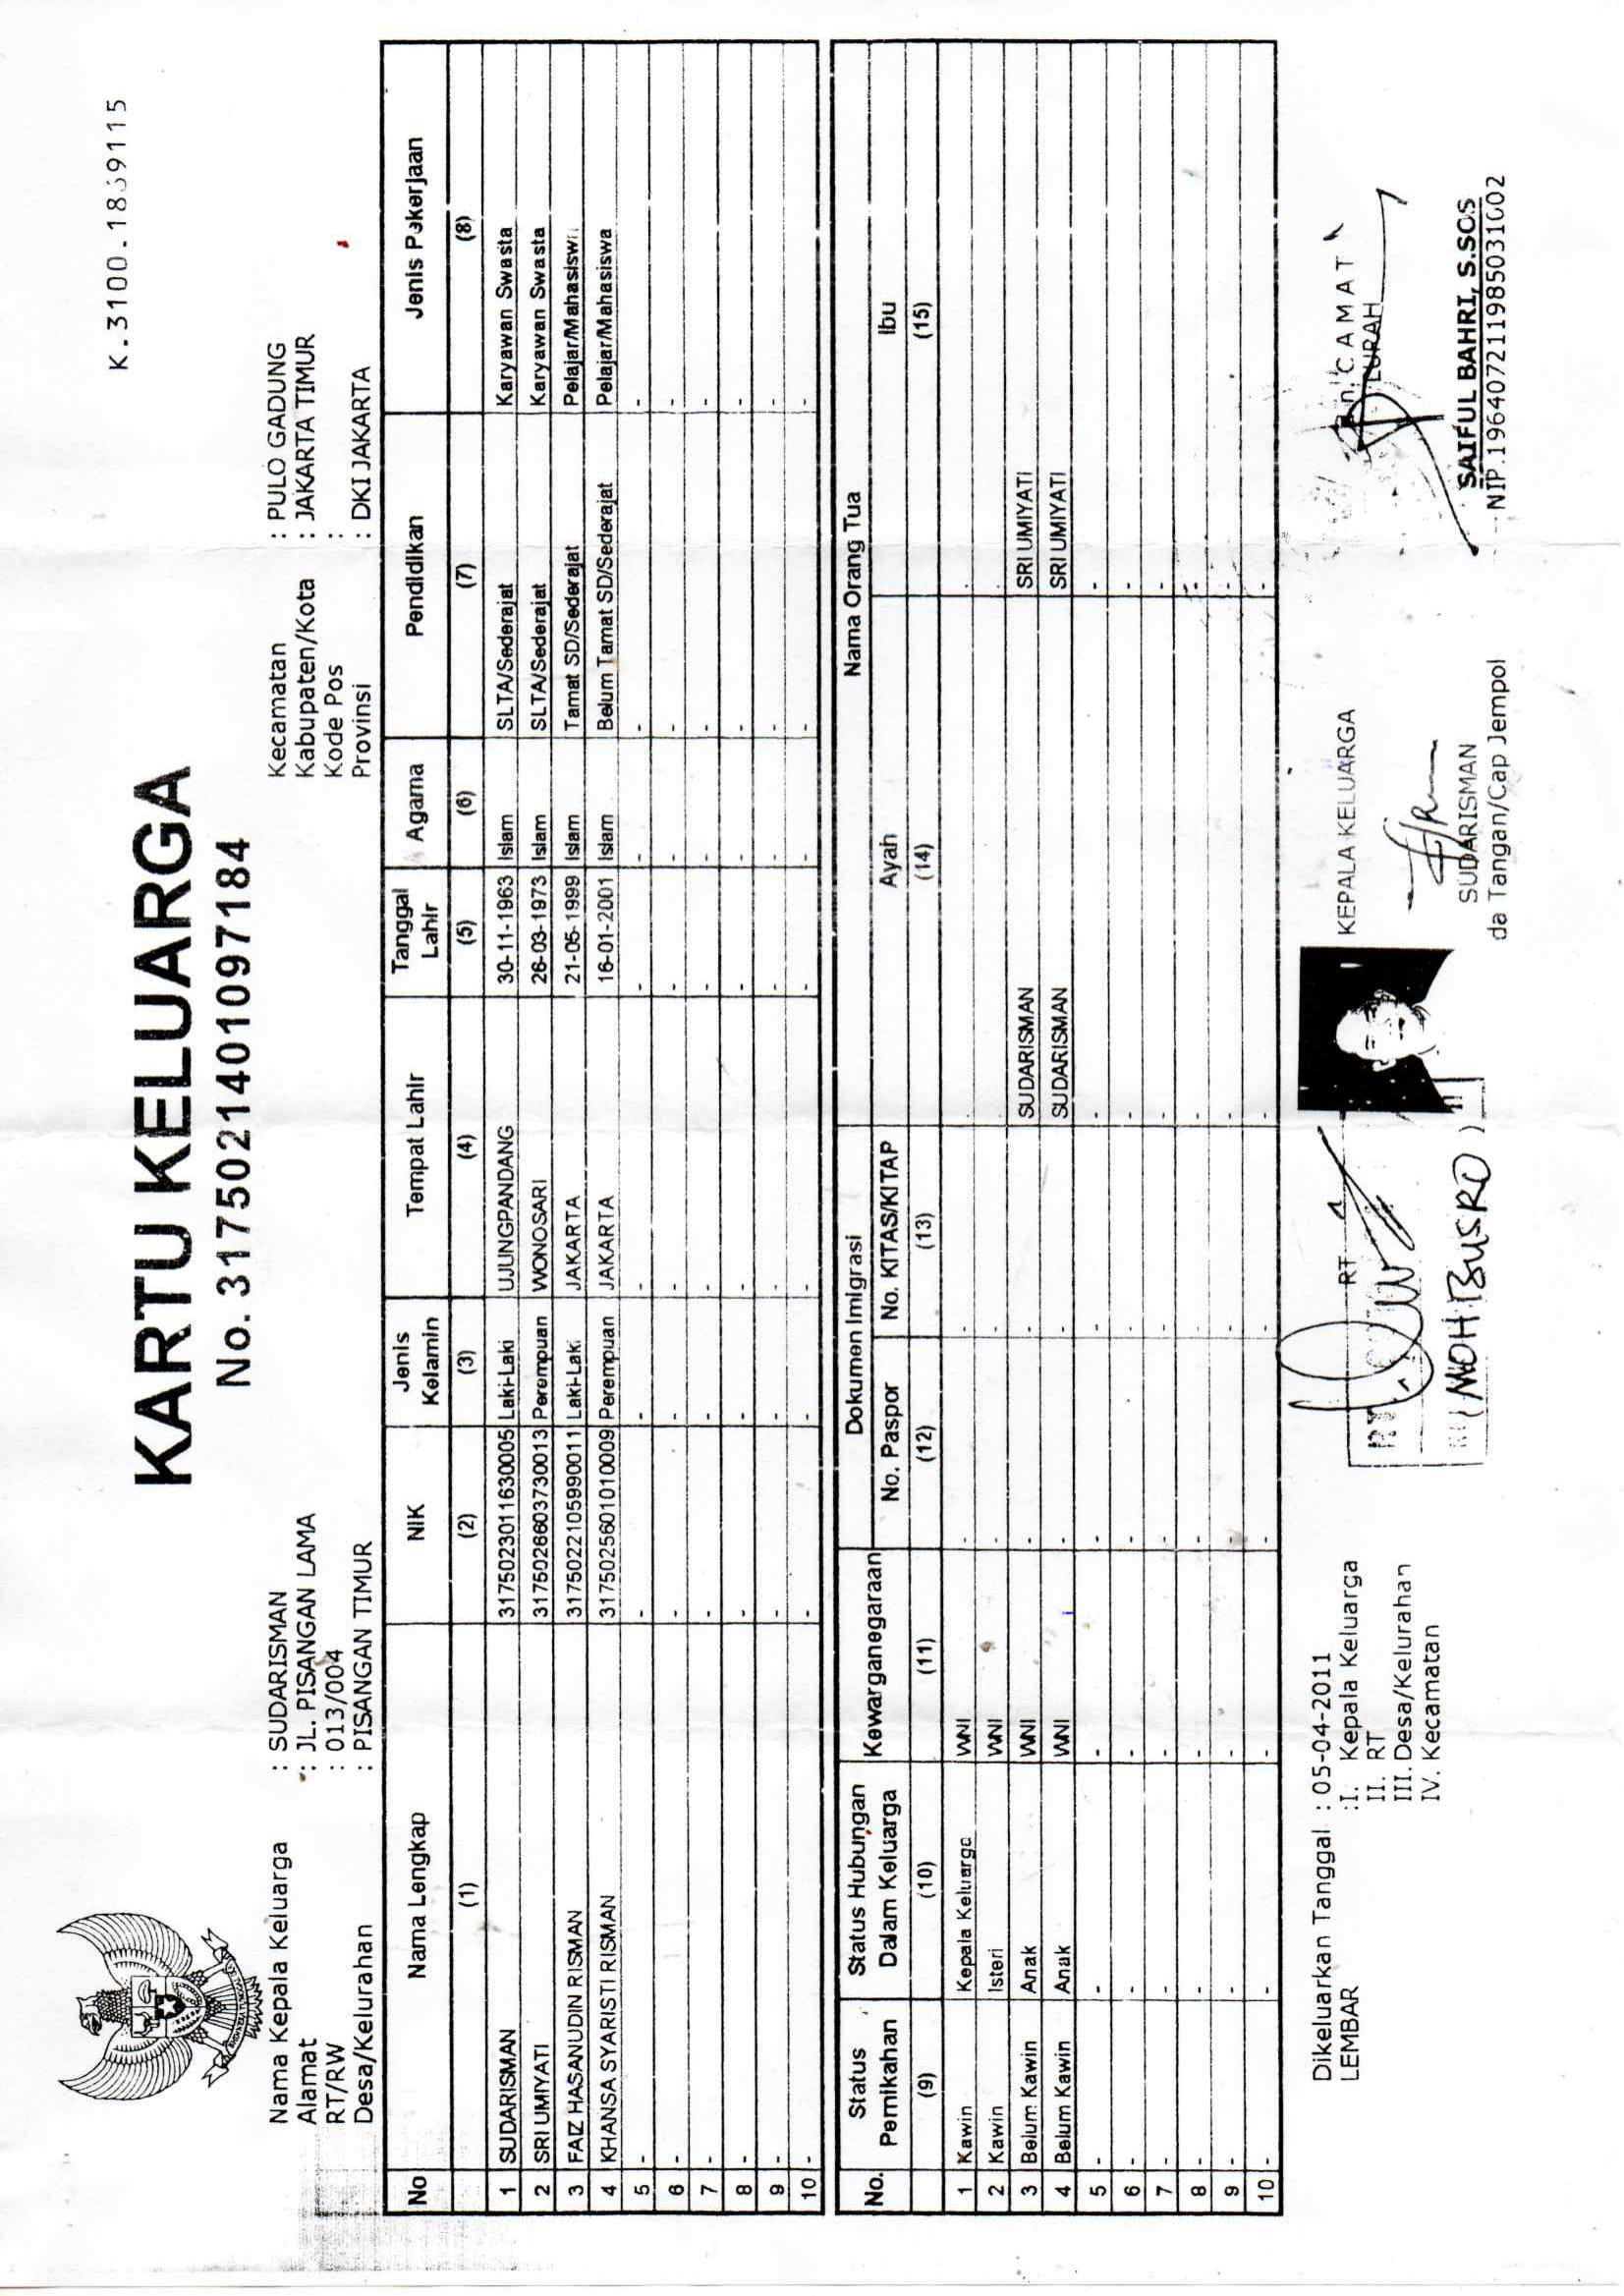 K.3100.1839115
KARTU KELUARGA
No. 3175021401097184
Nama Kepala Keluarga : SUDARISMAN
Alamat : JL. PISANGAN LAMA
RT/RW : 013/004
Desa/Kelurahan : PISANGAN TIMUR
Kecamatan : PULO GADUNG
Kabupaten/Kota : JAKARTA TIMUR
Kode Pos :
Provinsi : DKI JAKARTA
No Nama Lengkap NIK Jenis Kelamin Tempat Lahir Tanggal Lahir Agama Pendidikan Jenis Pekerjaan
(1) (2) (3) (4) (5) (6) (7) (8)
1 SUDARISMAN 3175023011630005 Laki-Laki UJUNGPANDANG 30-11-1963 Islam SLTA/Sederajat Karyawan Swasta
2 SRI UMIYATI 3175026603730013 Perempuan WONOSARI 26-03-1973 Islam SLTA/Sederajat Karyawan Swasta
3 FAIZ HASANUDIN RISMAN 3175022105990011 Laki-Laki JAKARTA 21-05-1999 Islam Tamat SD/Sederajat Pelajar/Mahasiswa
4 KHANSA SYARISTI RISMAN 3175025601010009 Perempuan JAKARTA 16-01-2001 Islam Belum Tamat SD/Sederajat Pelajar/Mahasiswa
5 - - - - - - - -
6 - - - - - - - -
7 - - - - - - - -
8 - - - - - - - -
9 - - - - - - - -
10 - - - - - - - -
No. Status Pernikahan Status Hubungan Dalam Keluarga Kewarganegaraan Dokumen Imigrasi Nama Orang Tua
No. Paspor No. KITAS/KITAP Ayah Ibu
(9) (10) (11) (12) (13) (14) (15)
1 Kawin Kepala Keluarga WNI - - . .
2 Kawin Isteri WNI - - . .
3 Belum Kawin Anak WNI - - SUDARISMAN SRI UMIYATI
4 Belum Kawin Anak WNI - - SUDARISMAN SRI UMIYATI
5 - - - - - - -
6 - - - - - - -
7 - - - - - - -
8 - - - - - - -
9 - - - - - - -
10 - - - - - - -
Dikeluarkan Tanggal : 05-04-2011
LEMBAR :I. Kepala Keluarga
II. RT
III. Desa/Kelurahan
IV. Kecamatan
RT
RT
(MOH BUSRO)
KEPALA KELUARGA
SUDARISMAN
da Tangan/Cap Jempol
CAMAT
LURAH
SAIFUL BAHRI, S.SOS
NIP.196407211985031002